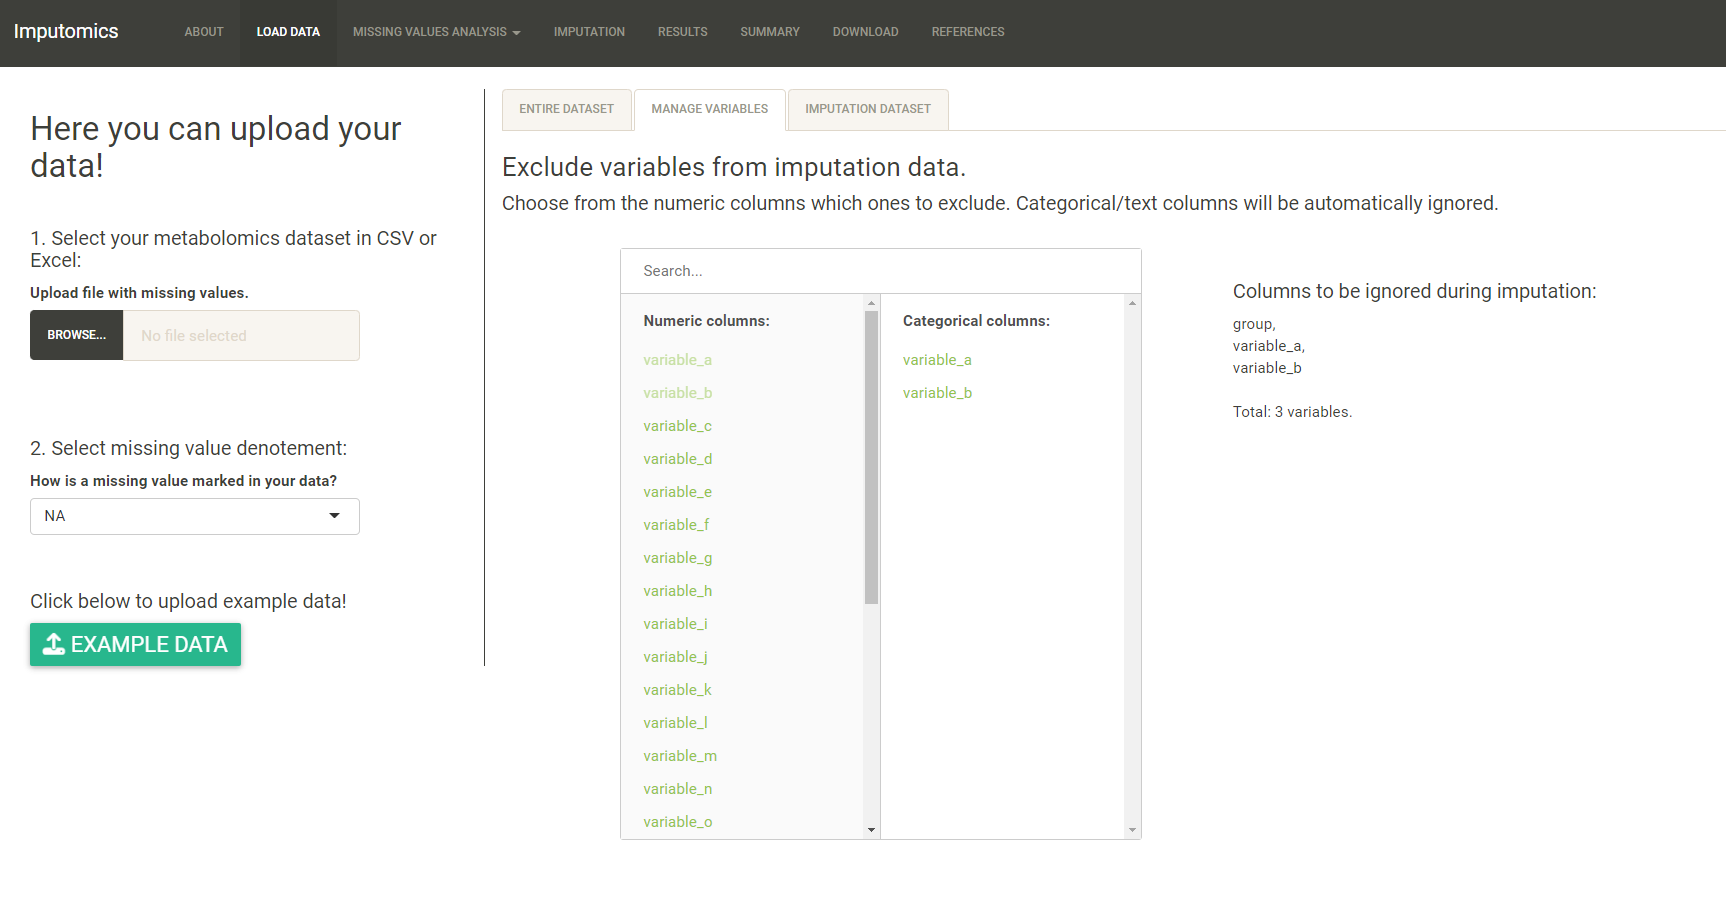 Imputomics
ABOUT
LOAD DATA
MISSING VALUES ANALYSIS
IMPUTATION
RESULTS
SUMMARY
DOWNLOAD
REFERENCES
Here you can upload your
data!
1. Select your metabolomics dataset in CSV or
Excel:
Upload file with missing values.
BROWSE...
No file selected
2. Select missing value denotement:
How is a missing value marked in your data?
NA
Click below to upload example data!
EXAMPLE DATA
ENTIRE DATASET
MANAGE VARIABLES
IMPUTATION DATASET
Exclude variables from imputation data.
Choose from the numeric columns which ones to exclude. Categorical/text columns will be automatically ignored.
Search...
Numeric columns:
variable_a
variable_b
variable_c
variable_d
variable_e
variable_f
variable_g
variable_h
variable_i
variable_j
variable_k
variable_l
variable_m
variable_n
variable_o
Categorical columns:
variable_a
variable_b
Columns to be ignored during imputation:
group,
variable_a,
variable_b
Total: 3 variables.